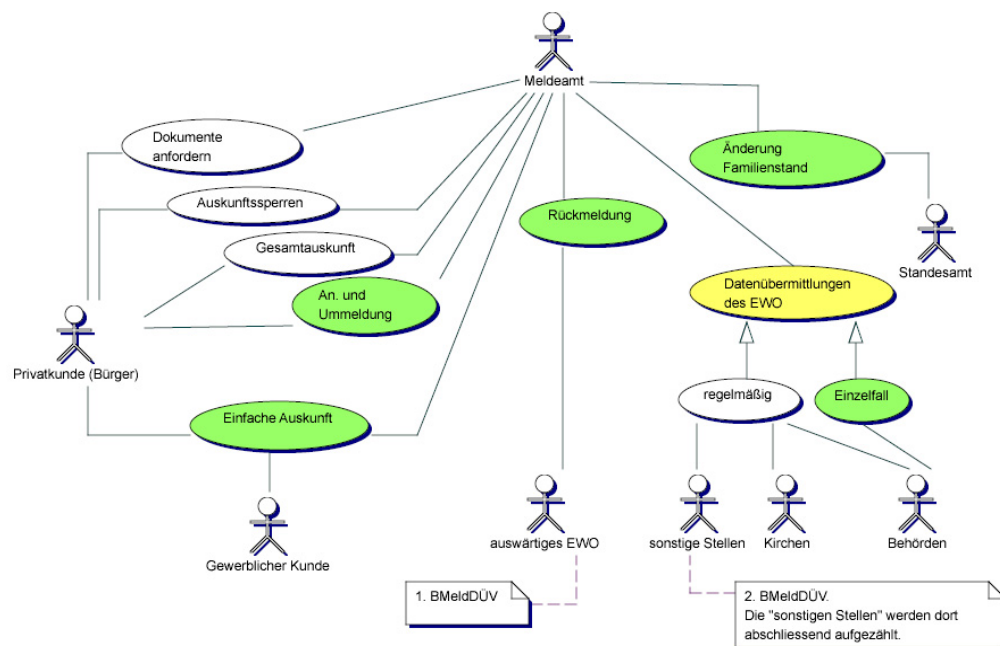 Meldeamt
Dokumente
anfordern
Änderung
Familienstand
Auskunftssperren
Rückmeldung
Gesamtauskunft
Standesamt
An. und
Ummeldung
Datenübermittlungen
des EWO
Privatkunde (Bürger)
regelmäßig
Einzelfall
Einfache Auskunft
auswärtiges EWO
sonstige Stellen
Kirchen
Behörden
Gewerblicher Kunde
1. BMeldDÜV
2. BMeldDÜV.
Die "sonstigen Stellen" werden dort
abschliessend aufgezählt.